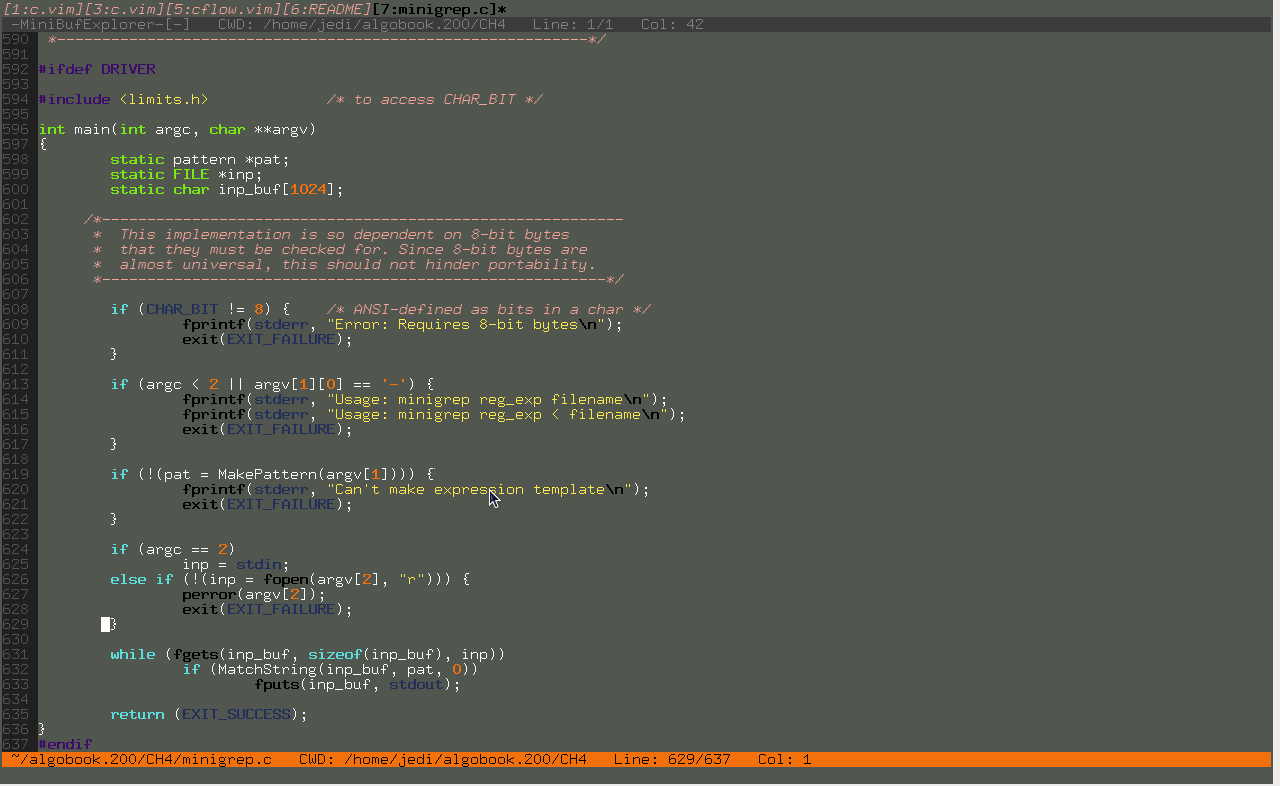 [1:c.vim][3:c.vim][5:cflow.vim][6:README][7:minigrep.c]*
-MiniBufExplorer-[-]   CWD: /home/jedi/algobook.200/CH4   Line: 1/1   Col: 42
590  *-----------------------------------------------------------*/
591
592 #ifdef DRIVER
593
594 #include <limits.h>             /* to access CHAR_BIT */
595
596 int main(int argc, char **argv)
597 {
598         static pattern *pat;
599         static FILE *inp;
600         static char inp_buf[1024];
601
602      /*----------------------------------------------------------
603       *  This implementation is so dependent on 8-bit bytes
604       *  that they must be checked for. Since 8-bit bytes are
605       *  almost universal, this should not hinder portability.
606       *--------------------------------------------------------*/
607
608         if (CHAR_BIT != 8) {    /* ANSI-defined as bits in a char */
609                 fprintf(stderr, "Error: Requires 8-bit bytes\n");
610                 exit(EXIT_FAILURE);
611         }
612
613         if (argc < 2 || argv[1][0] == '-') {
614                 fprintf(stderr, "Usage: minigrep reg_exp filename\n");
615                 fprintf(stderr, "Usage: minigrep reg_exp < filename\n");
616                 exit(EXIT_FAILURE);
617         }
618
619         if (!(pat = MakePattern(argv[1]))) {
620                 fprintf(stderr, "Can't make expression template\n");
621                 exit(EXIT_FAILURE);
622         }
623
624         if (argc == 2)
625                 inp = stdin;
626         else if (!(inp = fopen(argv[2], "r"))) {
627                 perror(argv[2]);
628                 exit(EXIT_FAILURE);
629         }
630
631         while (fgets(inp_buf, sizeof(inp_buf), inp))
632                 if (MatchString(inp_buf, pat, 0))
633                         fputs(inp_buf, stdout);
634
635         return (EXIT_SUCCESS);
636 }
637 #endif
~/algobook.200/CH4/minigrep.c   CWD: /home/jedi/algobook.200/CH4   Line: 629/637   Col: 1